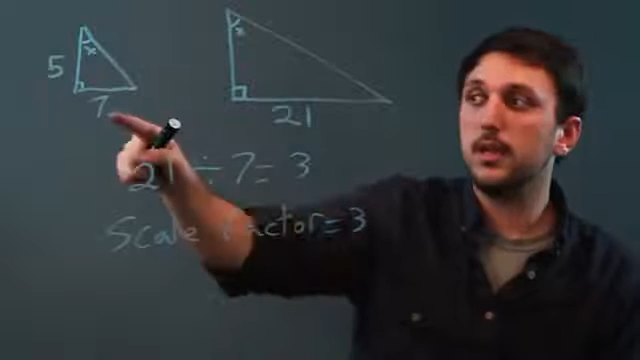 x
x
5
7
21
21 ÷ 7 = 3
Scale factor = 3